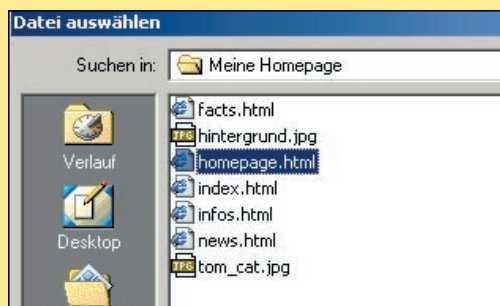 Datei auswählen
Suchen in: Meine Homepage
facts.html
hintergrund.jpg
homepage.html
index.html
infos.html
news.html
tom_cat.jpg
Verlauf
Desktop